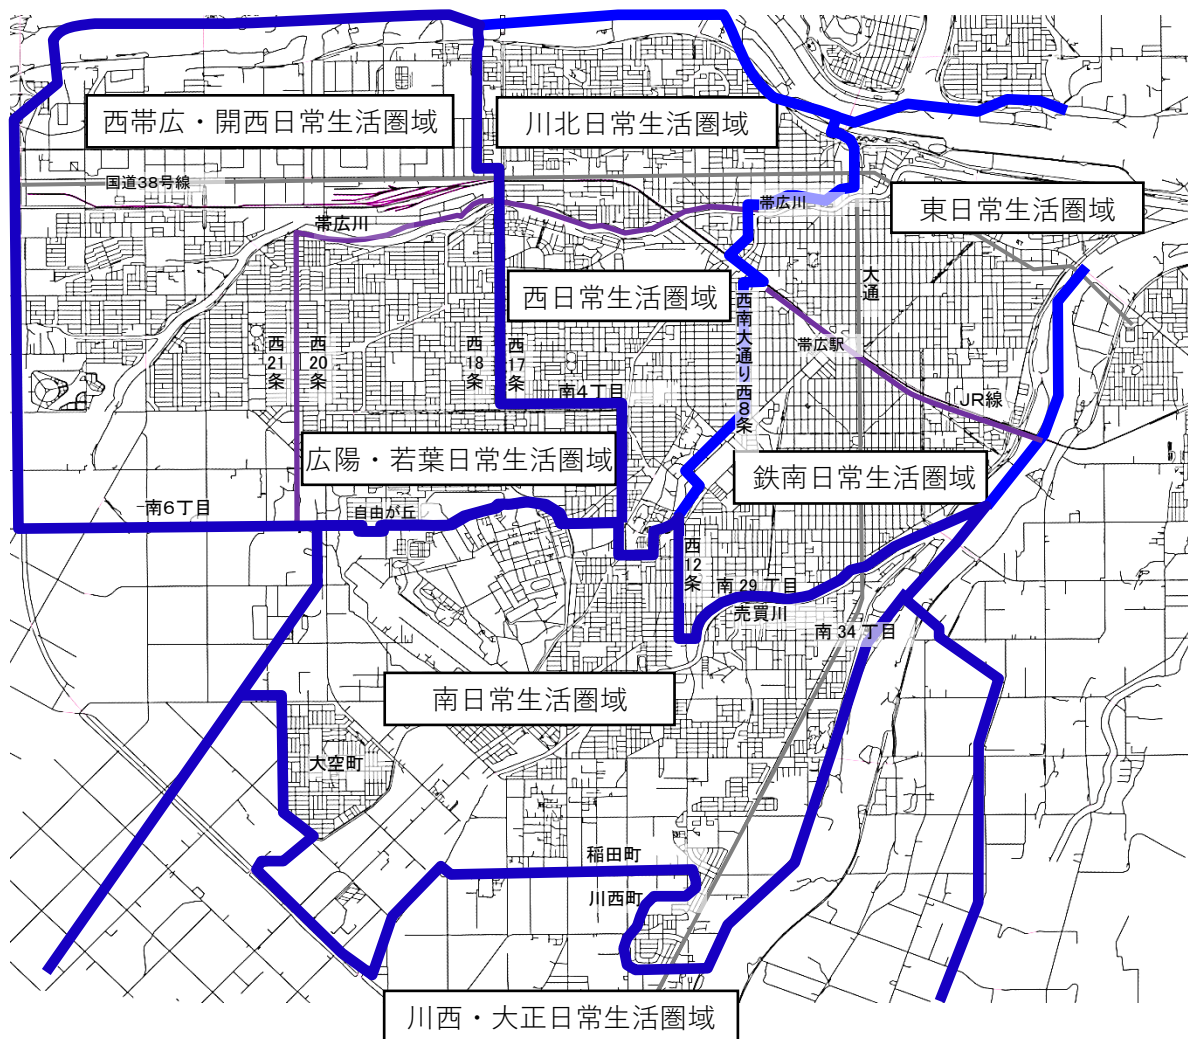 西帯広・開西日常生活圏域
川北日常生活圏域
国道38号線
東日常生活圏域
帯広川
帯広川
西日常生活圏域
大通
西南大通り西8条
帯広駅
西21条
西20条
西18条
西17条
南4丁目
JR線
広陽・若葉日常生活圏域
鉄南日常生活圏域
南6丁目
自由が丘
西12条
南29丁目
売買川
南34丁目
南日常生活圏域
大空町
稲田町
川西町
川西・大正日常生活圏域